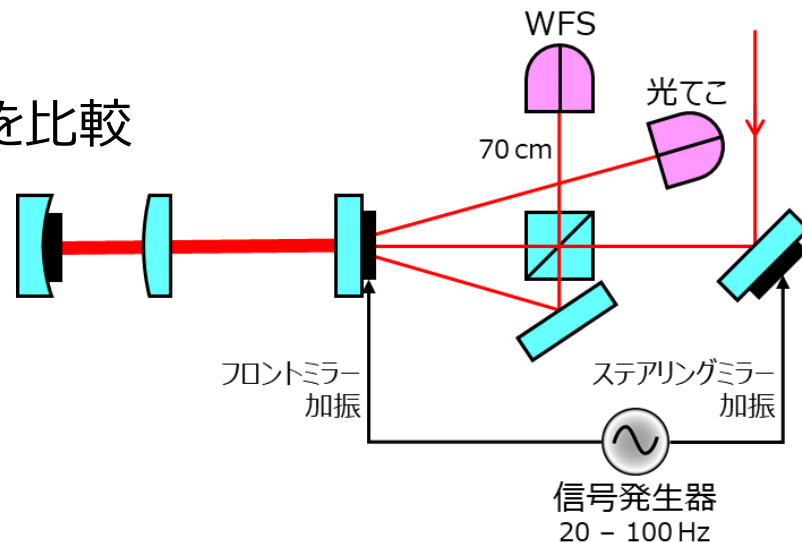 WFS
光てこ
を比較
70 cm
フロントミラー
加振
ステアリングミラー
加振
信号発生器
20 – 100 Hz